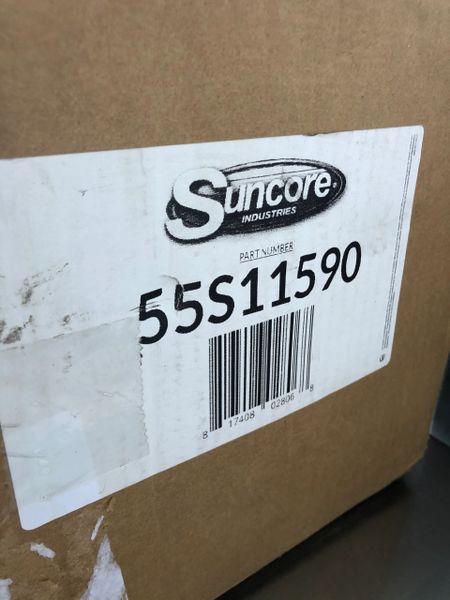 Suncore
INDUSTRIES
PART NUMBER
55S11590
8 17408 02806 8